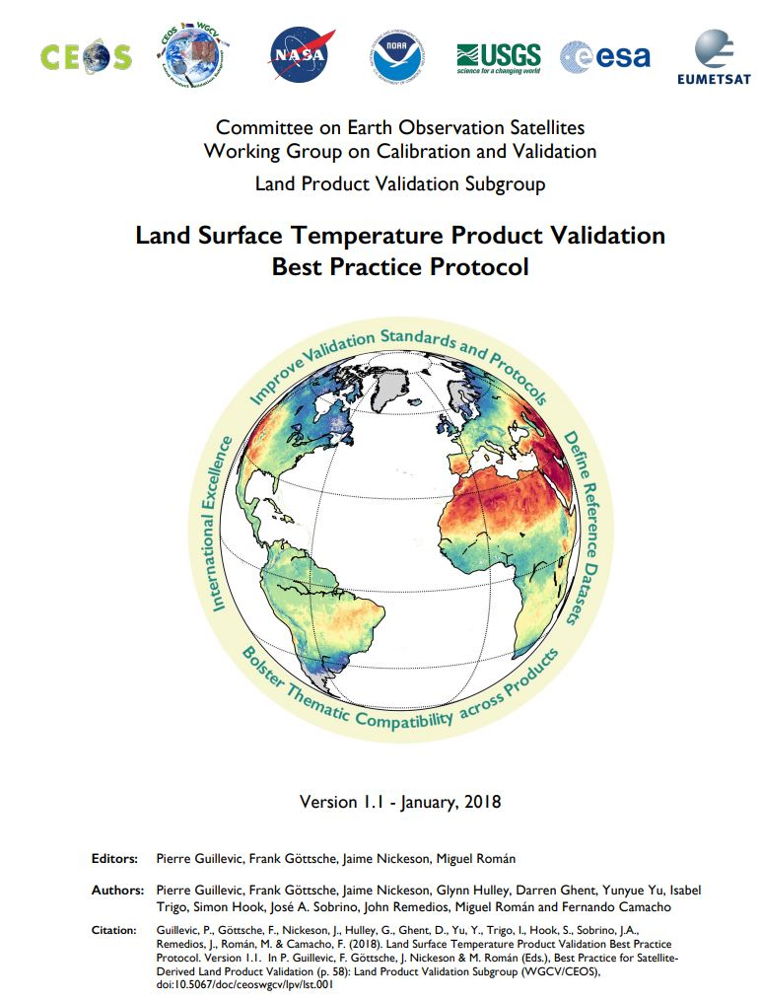 CEOS
CEOS WGCV
Land Product Validation Subgroup
NASA
NOAA
USGS
science for a changing world
esa
EUMETSAT
Committee on Earth Observation Satellites
Working Group on Calibration and Validation
Land Product Validation Subgroup
Land Surface Temperature Product Validation
Best Practice Protocol
Improve Validation Standards and Protocols
International Excellence
Define Reference Datasets
Bolster Thematic Compatibility across Products
Version 1.1 - January, 2018
Editors: Pierre Guillevic, Frank Göttsche, Jaime Nickeson, Miguel Román
Authors: Pierre Guillevic, Frank Göttsche, Jaime Nickeson, Glynn Hulley, Darren Ghent, Yunyue Yu, Isabel
Trigo, Simon Hook, José A. Sobrino, John Remedios, Miguel Román and Fernando Camacho
Citation: Guillevic, P., Göttsche, F., Nickeson, J., Hulley, G., Ghent, D., Yu, Y., Trigo, I., Hook, S., Sobrino, J.A.,
Remedios, J., Román, M. & Camacho, F. (2018). Land Surface Temperature Product Validation Best Practice
Protocol. Version 1.1. In P. Guillevic, F. Göttsche, J. Nickeson & M. Román (Eds.), Best Practice for Satellite-
Derived Land Product Validation (p. 58): Land Product Validation Subgroup (WGCV/CEOS),
doi:10.5067/doc/ceoswgcv/lpv/lst.001